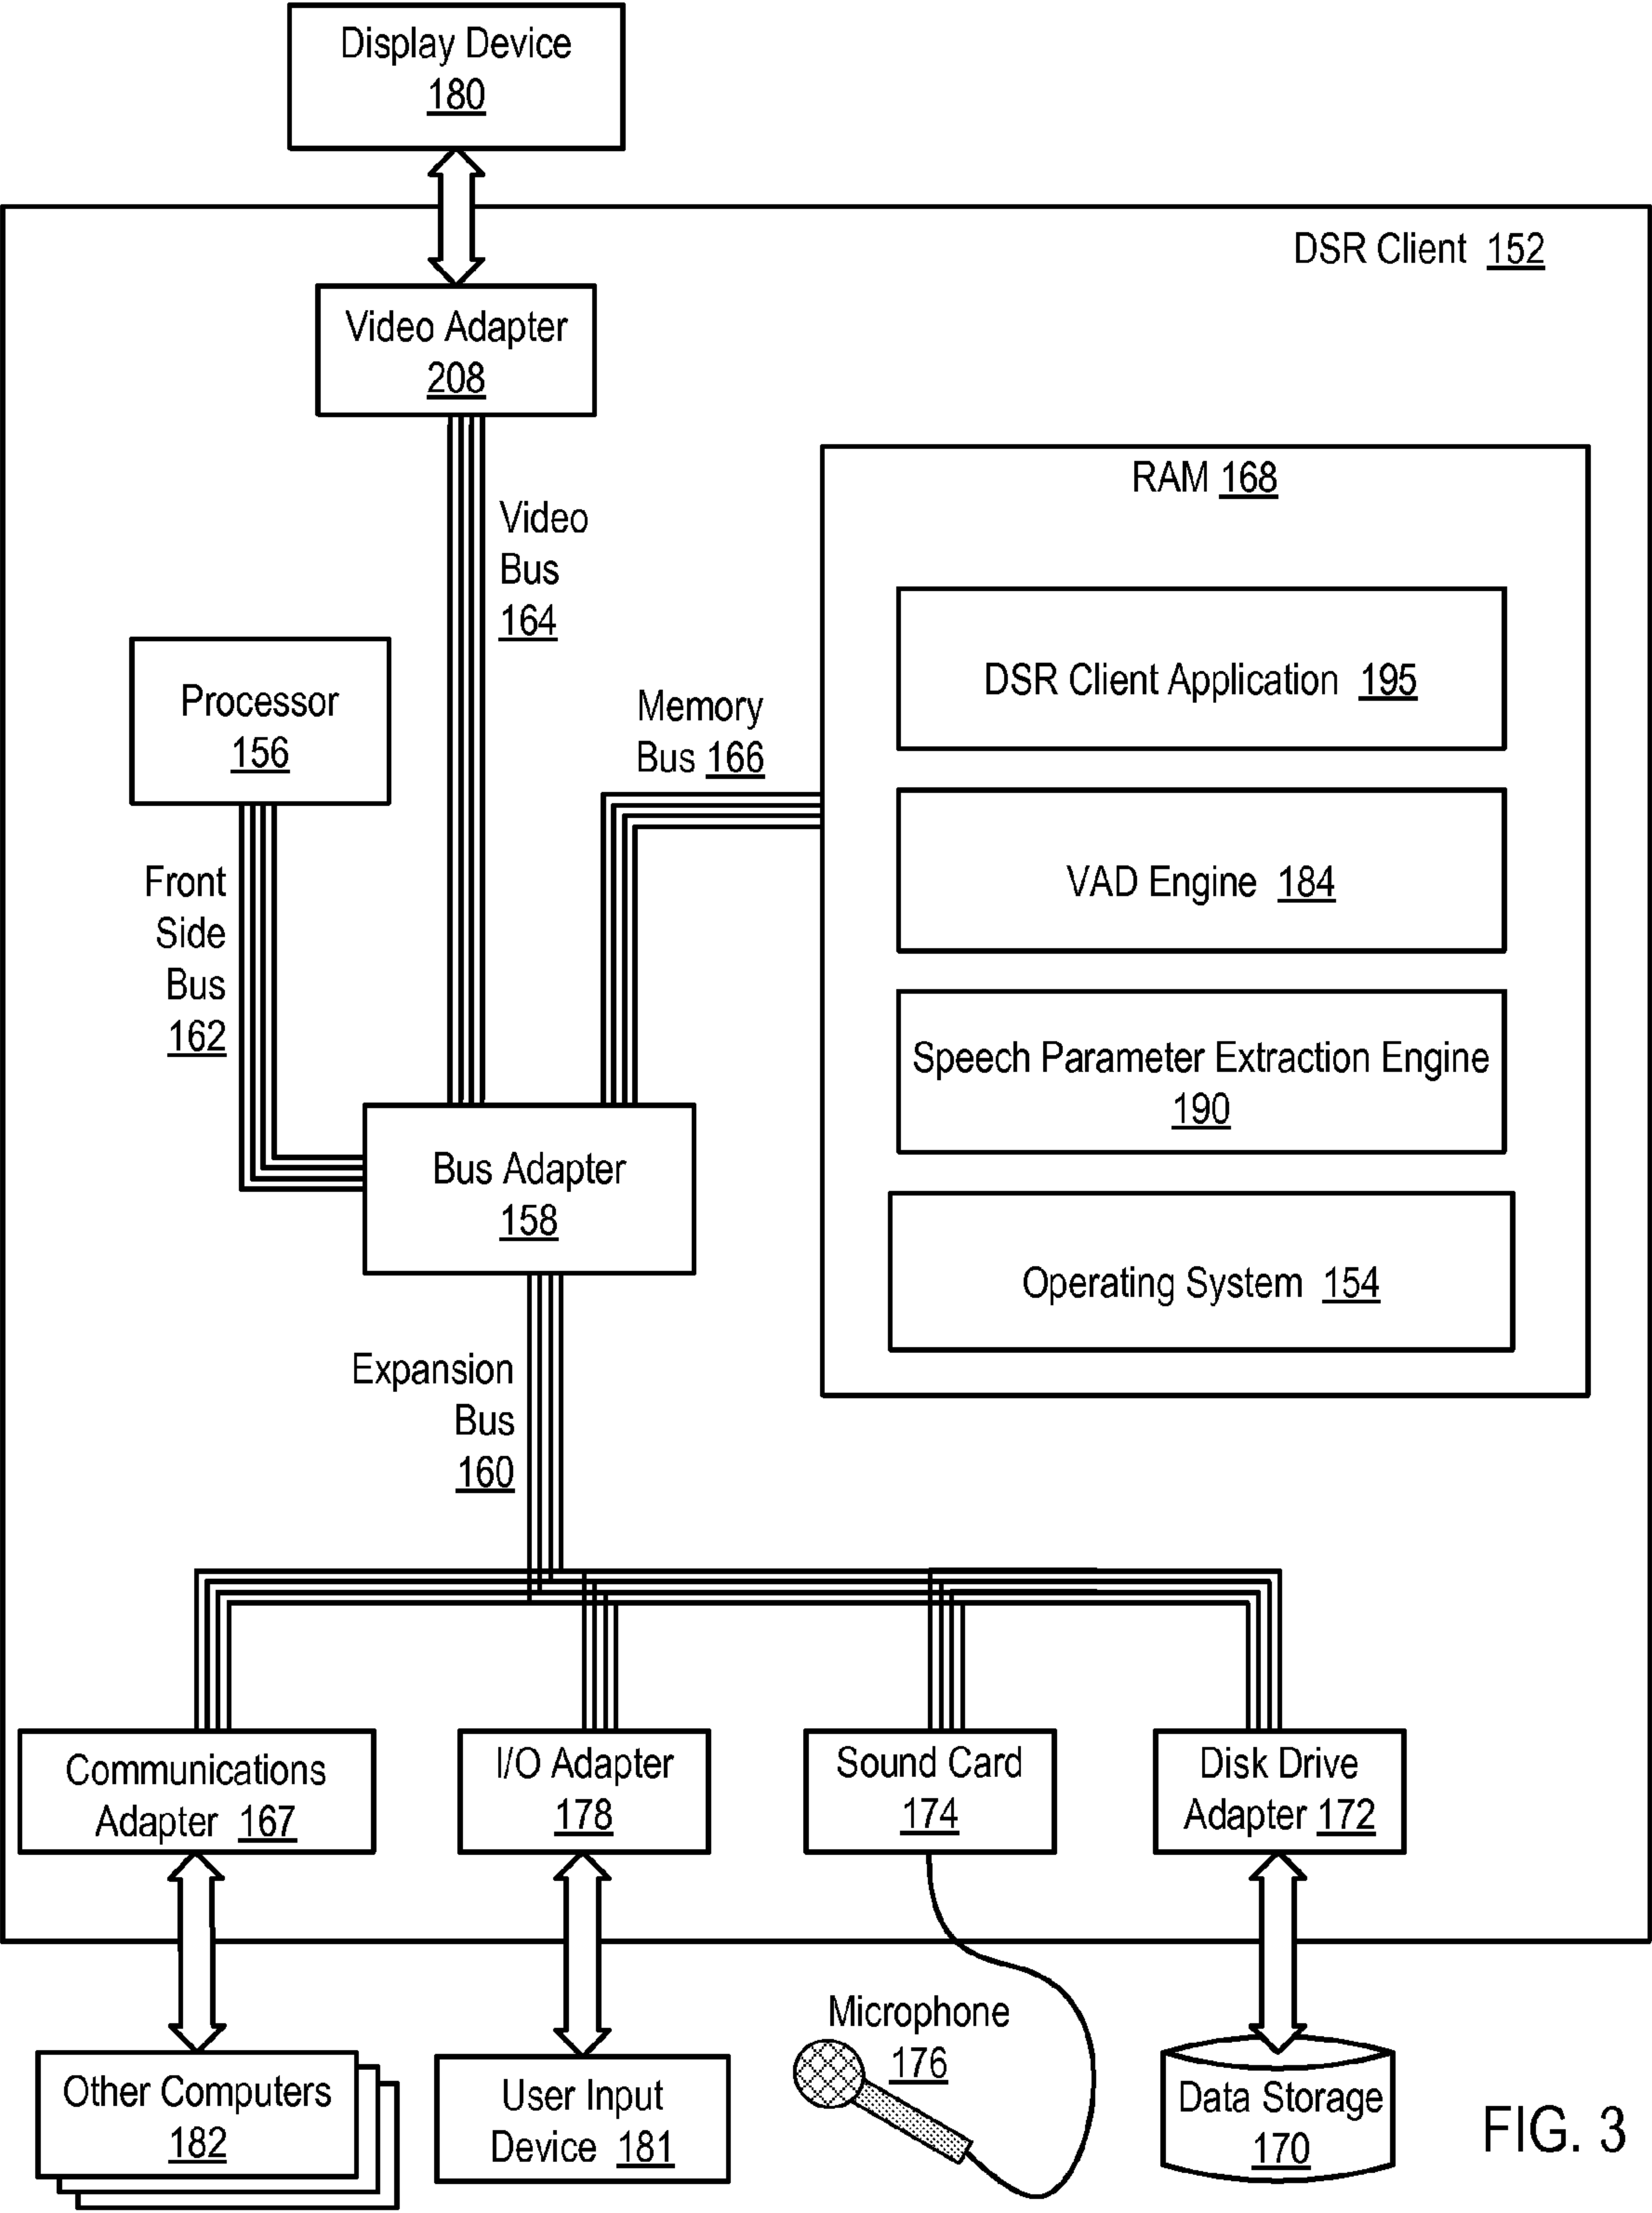 Display Device
180
DSR Client 152
Video Adapter
208
RAM 168
Video
Bus
164
DSR Client Application 195
Processor
156
Memory
Bus 166
VAD Engine 184
Front
Side
Bus
162
Speech Parameter Extraction Engine
190
Bus Adapter
158
Operating System 154
Expansion
Bus
160
Communications
Adapter 167
I/O Adapter
178
Sound Card
174
Disk Drive
Adapter 172
Other Computers
182
User Input
Device 181
Microphone
176
Data Storage
170
FIG. 3